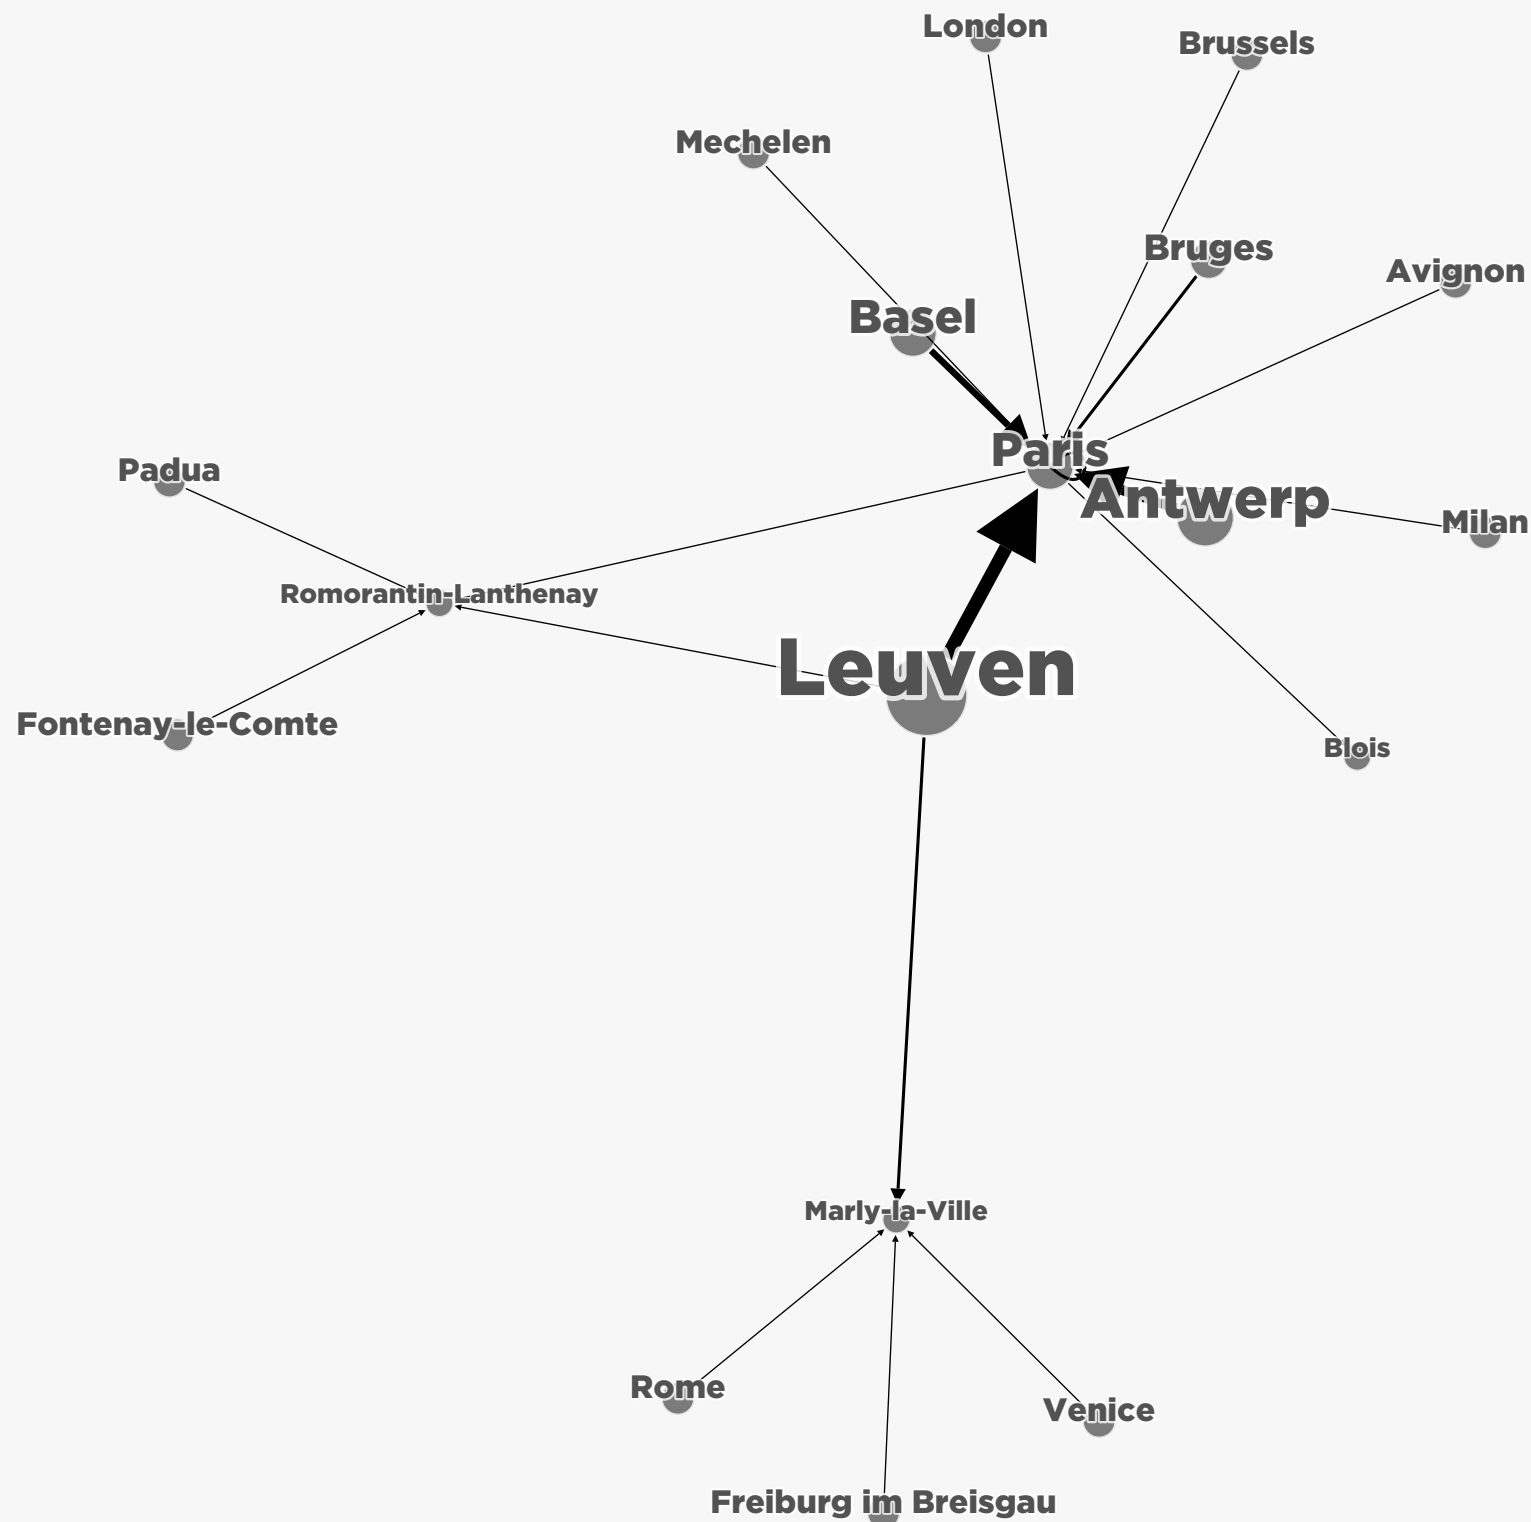 London
Brussels
Mechelen
Bruges
Avignon
Basel
Paris
Padua
Antwerp
Milan
Romorantin-Lanthenay
Leuven
Fontenay-le-Comte
Blois
Marly-la-Ville
Rome
Venice
Freiburg im Breisgau